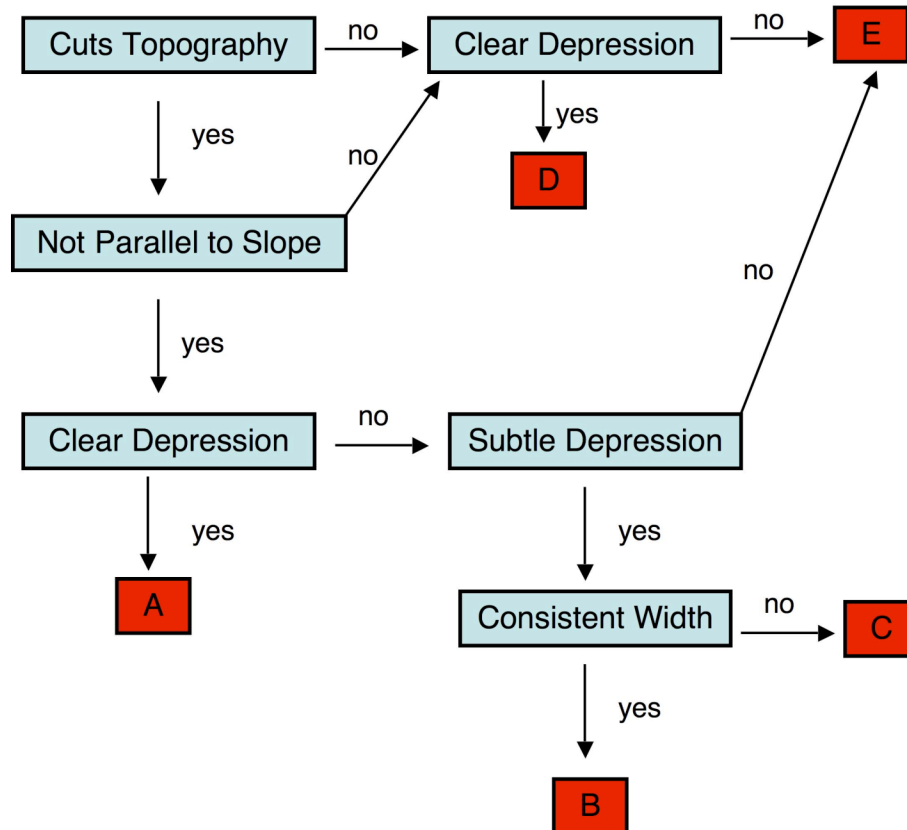 Cuts Topography
no
Clear Depression
no
E
yes
no
yes
D
Not Parallel to Slope
no
yes
Clear Depression
no
Subtle Depression
yes
yes
A
Consistent Width
no
C
yes
B